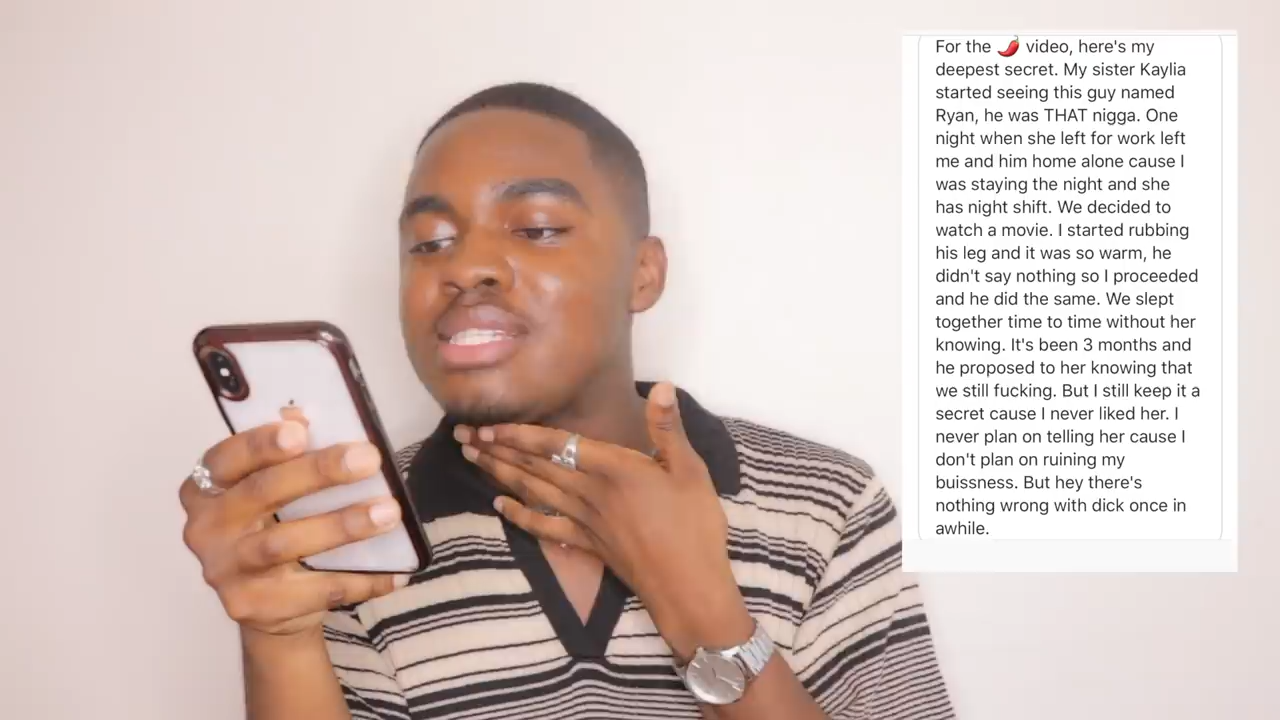 For the 🌶️ video, here's my
deepest secret. My sister Kaylia
started seeing this guy named
Ryan, he was THAT nigga. One
night when she left for work left
me and him home alone cause I
was staying the night and she
has night shift. We decided to
watch a movie. I started rubbing
his leg and it was so warm, he
didn't say nothing so I proceeded
and he did the same. We slept
together time to time without her
knowing. It's been 3 months and
he proposed to her knowing that
we still fucking. But I still keep it a
secret cause I never liked her. I
never plan on telling her cause I
don't plan on ruining my
buissness. But hey there's
nothing wrong with dick once in
awhile.